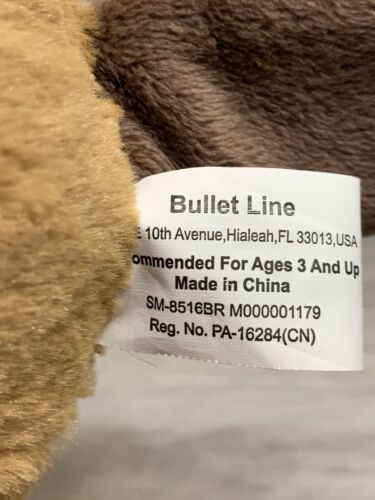 Bullet Line
10th Avenue,Hialeah,FL 33013,USA
ommended For Ages 3 And Up
Made in China
SM-8516BR M000001179
Reg. No. PA-16284(CN)